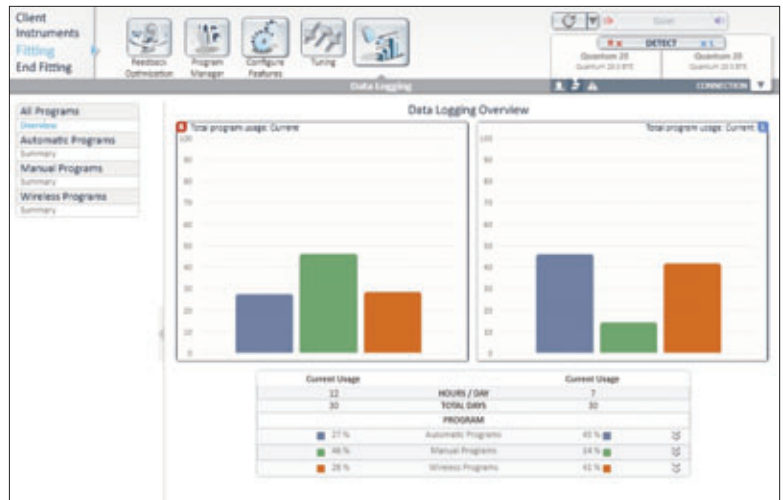 Client
Instruments
Fitting
End Fitting
Feedback Optimization
Program Manager
Configure Features
Tuning
Data Logging
R x DETECT x L
Quantum 20
Quantum 20
CONNECTION
All Programs
Overview
Automatic Programs
Summary
Manual Programs
Summary
Wireless Programs
Summary
Data Logging Overview
Total program usage: Current
100
90
80
70
60
50
40
30
20
10
0
Total program usage: Current
100
90
80
70
60
50
40
30
20
10
0
Current Usage Current Usage
12 HOURS / DAY 7
30 TOTAL DAYS 30
PROGRAM
27 % Automatic Programs 45 %
46 % Manual Programs 14 %
28 % Wireless Programs 41 %